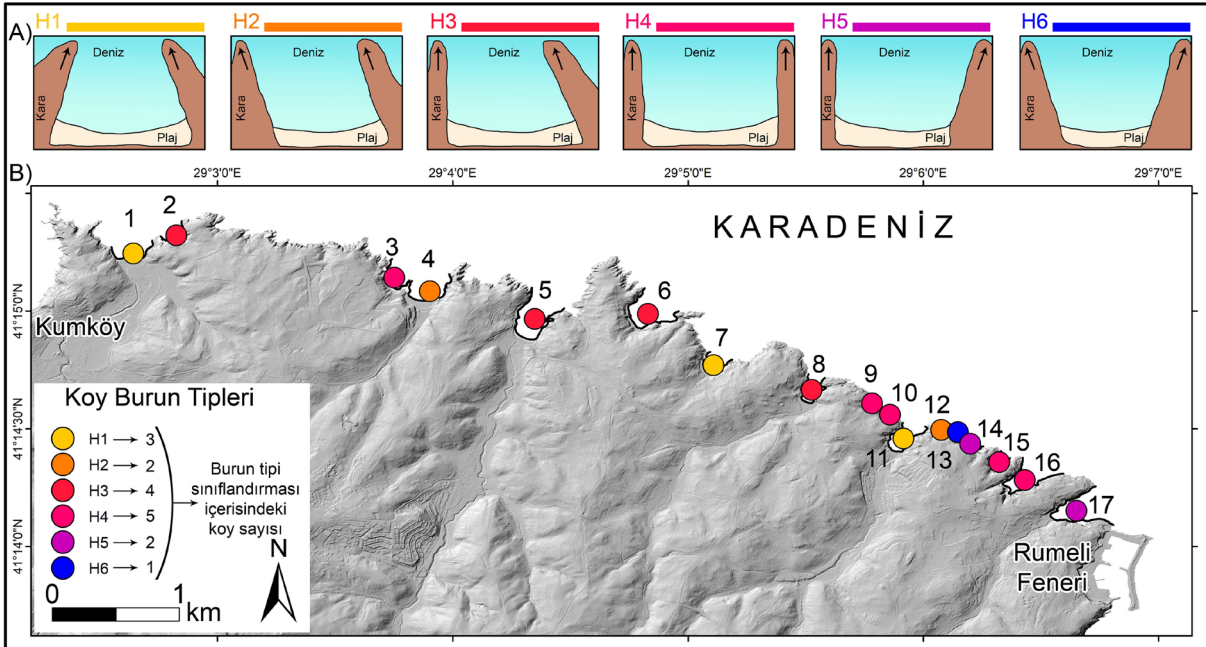 A)
H1
H2
H3
H4
H5
H6
Deniz
Kara
Plaj
Deniz
Kara
Plaj
Deniz
Kara
Plaj
Deniz
Kara
Plaj
Deniz
Kara
Plaj
Deniz
Kara
Plaj
B)
29°3'0"E
29°4'0"E
29°5'0"E
29°6'0"E
29°7'0"E
41°15'0"N
41°14'30"N
41°14'0"N
KARADENİZ
1
2
3
4
5
6
7
8
9
10
11
12
13
14
15
16
17
Kumköy
Rumeli
Feneri
Koy Burun Tipleri
H1 → 3
H2 → 2
H3 → 4
H4 → 5
H5 → 2
H6 → 1
Burun tipi
sınıflandırması
içerisindeki
koy sayısı
N
0 1
km